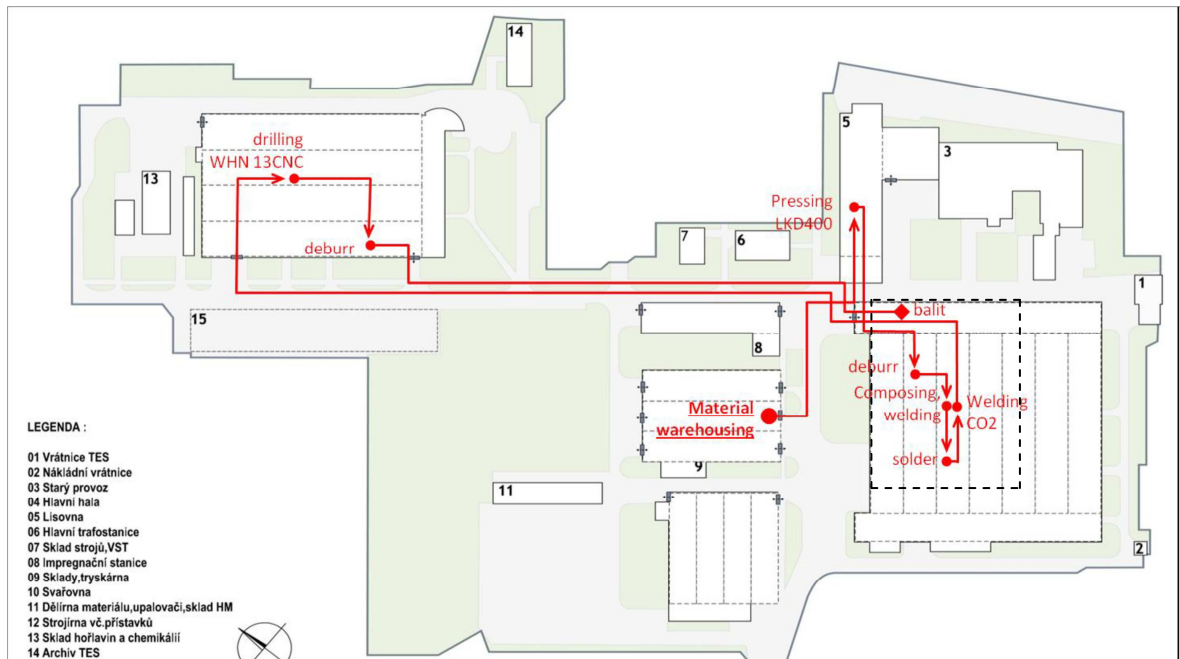 14
drilling
WHN 13CNC
13
deburr
5
3
Pressing
LKD400
7
6
1
15
balit
8
deburr
Composing,
welding
Welding
CO2
Material
warehousing
solder
9
11
2
LEGENDA :
01 Vrátnice TES
02 Nákládní vrátnice
03 Starý provoz
04 Hlavní hala
05 Lisovna
06 Hlavní trafostanice
07 Sklad strojů,VST
08 Impregnační stanice
09 Sklady,tryskárna
10 Svařovna
11 Dělírna materiálu,upalovači,sklad HM
12 Strojírna vč.přístavků
13 Sklad hořlavin a chemikálií
14 Archiv TES